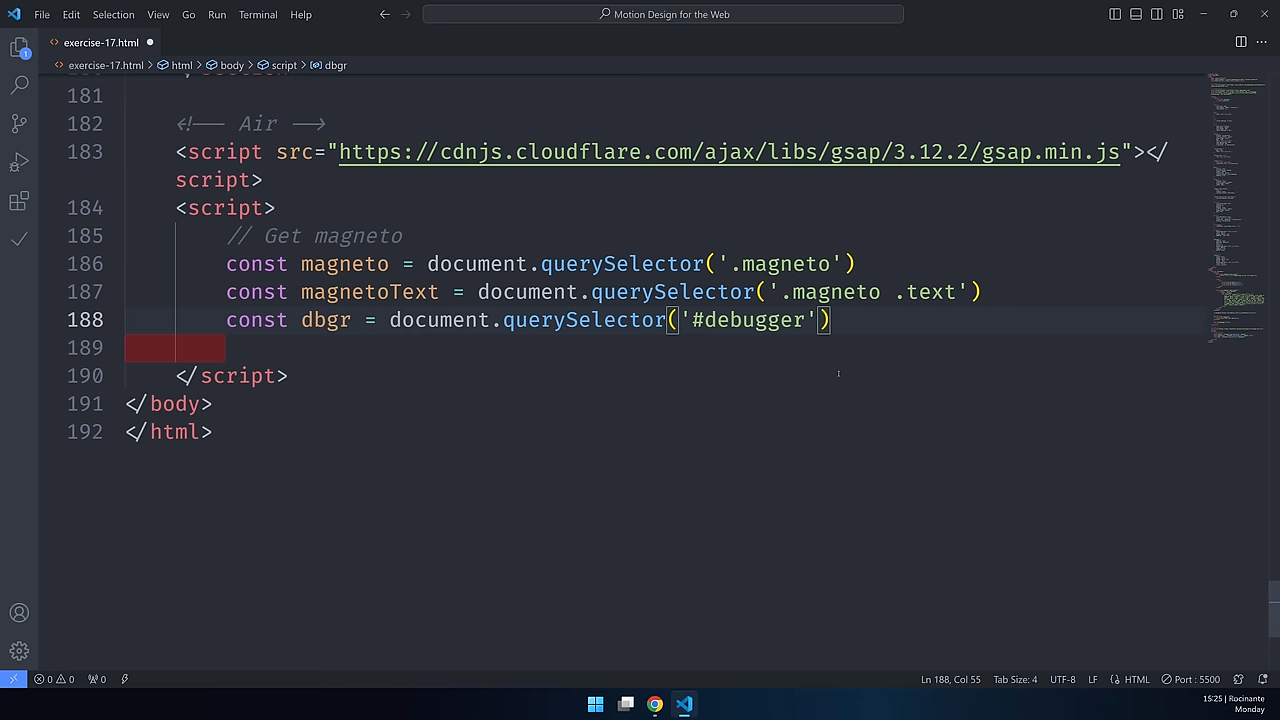 File Edit Selection View Go Run Terminal Help
Motion Design for the Web
1
exercise-17.html
exercise-17.html > html > body > script > dbgr
181
182 <!-- Air -->
183 <script src="https://cdnjs.cloudflare.com/ajax/libs/gsap/3.12.2/gsap.min.js"></
script>
184 <script>
185 // Get magneto
186 const magneto = document.querySelector('.magneto')
187 const magnetoText = document.querySelector('.magneto .text')
188 const dbgr = document.querySelector('#debugger')
189
190 </script>
191 </body>
192 </html>
0 0 0 Ln 188, Col 55 Tab Size: 4 UTF-8 LF HTML Port : 5500
15:25 | Rocinante
Monday